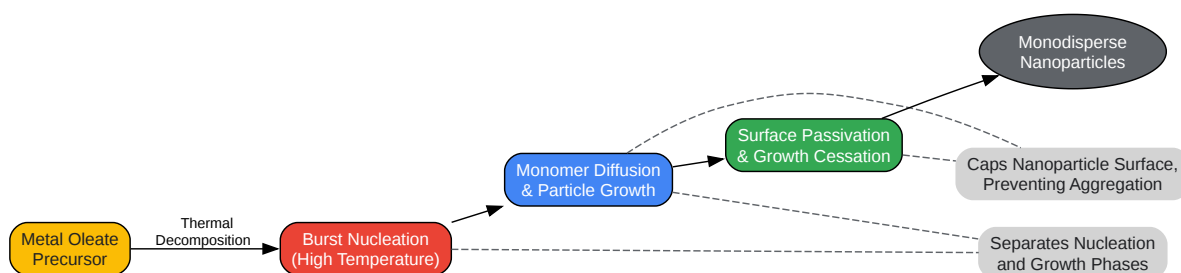 Metal Oleate
Precursor
Thermal
Decomposition
Burst Nucleation
(High Temperature)
Monomer Diffusion
& Particle Growth
Surface Passivation
& Growth Cessation
Monodisperse
Nanoparticles
Caps Nanoparticle Surface,
Preventing Aggregation
Separates Nucleation
and Growth Phases